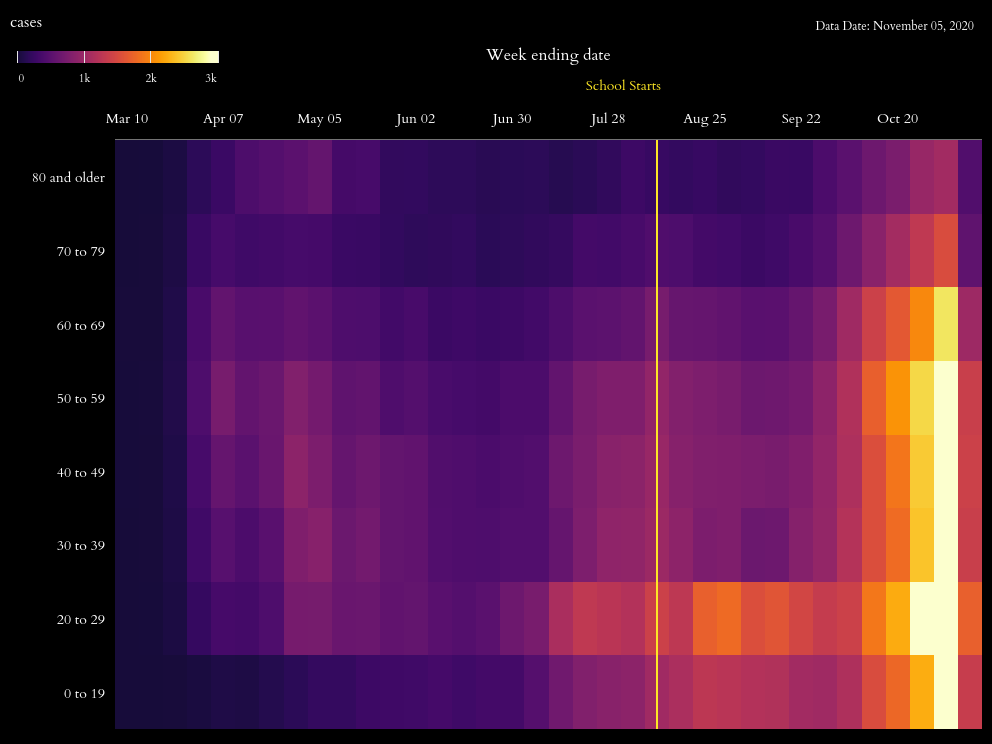 cases
Data Date: November 05, 2020
0 1k 2k 3k
Week ending date
School Starts
Mar 10 Apr 07 May 05 Jun 02 Jun 30 Jul 28 Aug 25 Sep 22 Oct 20
80 and older
70 to 79
60 to 69
50 to 59
40 to 49
30 to 39
20 to 29
0 to 19